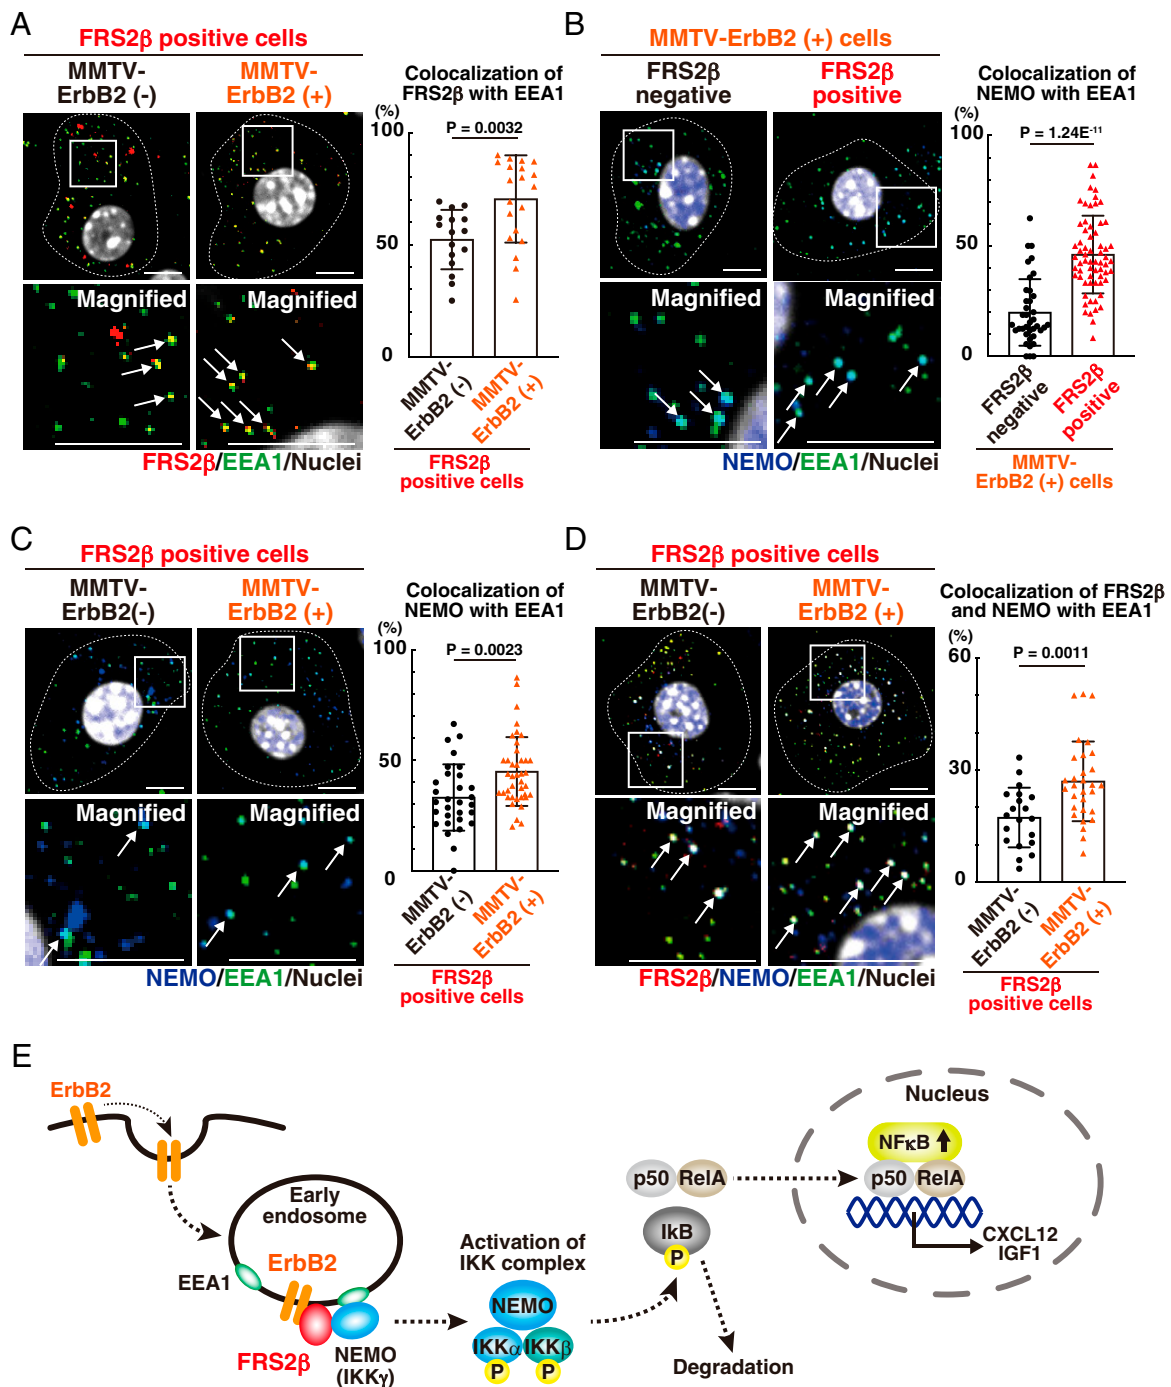 A
FRS2β positive cells
MMTV-
ErbB2 (-)
MMTV-
ErbB2 (+)
Magnified
Magnified
FRS2β/EEA1/Nuclei
Colocalization of
FRS2β with EEA1
(%)
100
P = 0.0032
50
0
MMTV-
ErbB2 (-)
MMTV-
ErbB2 (+)
FRS2β
positive cells
B
MMTV-ErbB2 (+) cells
FRS2β
negative
FRS2β
positive
Magnified
Magnified
NEMO/EEA1/Nuclei
Colocalization of
NEMO with EEA1
(%)
100
P = 1.24E-11
50
0
FRS2β
negative
FRS2β
positive
MMTV-
ErbB2 (+) cells
C
FRS2β positive cells
MMTV-
ErbB2(-)
MMTV-
ErbB2 (+)
Magnified
Magnified
NEMO/EEA1/Nuclei
Colocalization of
NEMO with EEA1
(%)
100
P = 0.0023
50
0
MMTV-
ErbB2 (-)
MMTV-
ErbB2 (+)
FRS2β
positive cells
D
FRS2β positive cells
MMTV-
ErbB2(-)
MMTV-
ErbB2 (+)
Magnified
Magnified
FRS2β/NEMO/EEA1/Nuclei
Colocalization of FRS2β
and NEMO with EEA1
(%)
60
P = 0.0011
30
0
MMTV-
ErbB2 (-)
MMTV-
ErbB2 (+)
FRS2β
positive cells
E
ErbB2
Early
endosome
EEA1
ErbB2
FRS2β
NEMO
(IKKγ)
Activation of
IKK complex
NEMO
IKKα
IKKβ
P
P
p50
RelA
IkB
P
Degradation
Nucleus
NFκB
p50
RelA
CXCL12
IGF1